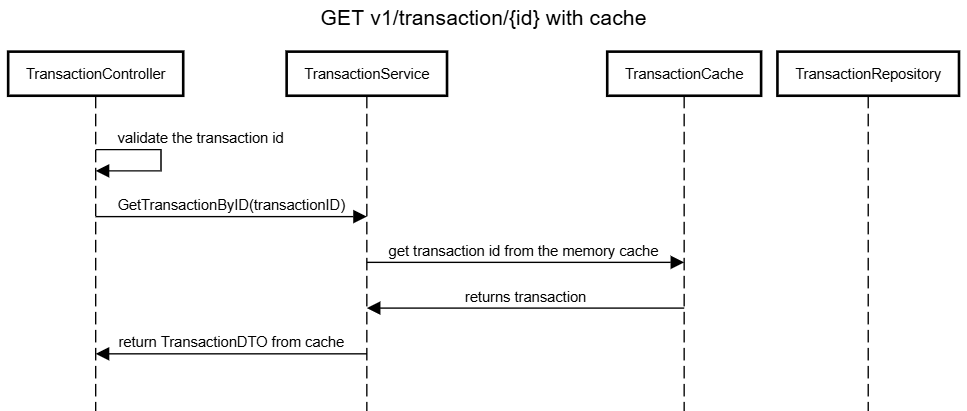 GET v1/transaction/{id} with cache
TransactionController
TransactionService
TransactionCache
TransactionRepository
validate the transaction id
GetTransactionByID(transactionID)
get transaction id from the memory cache
returns transaction
return TransactionDTO from cache